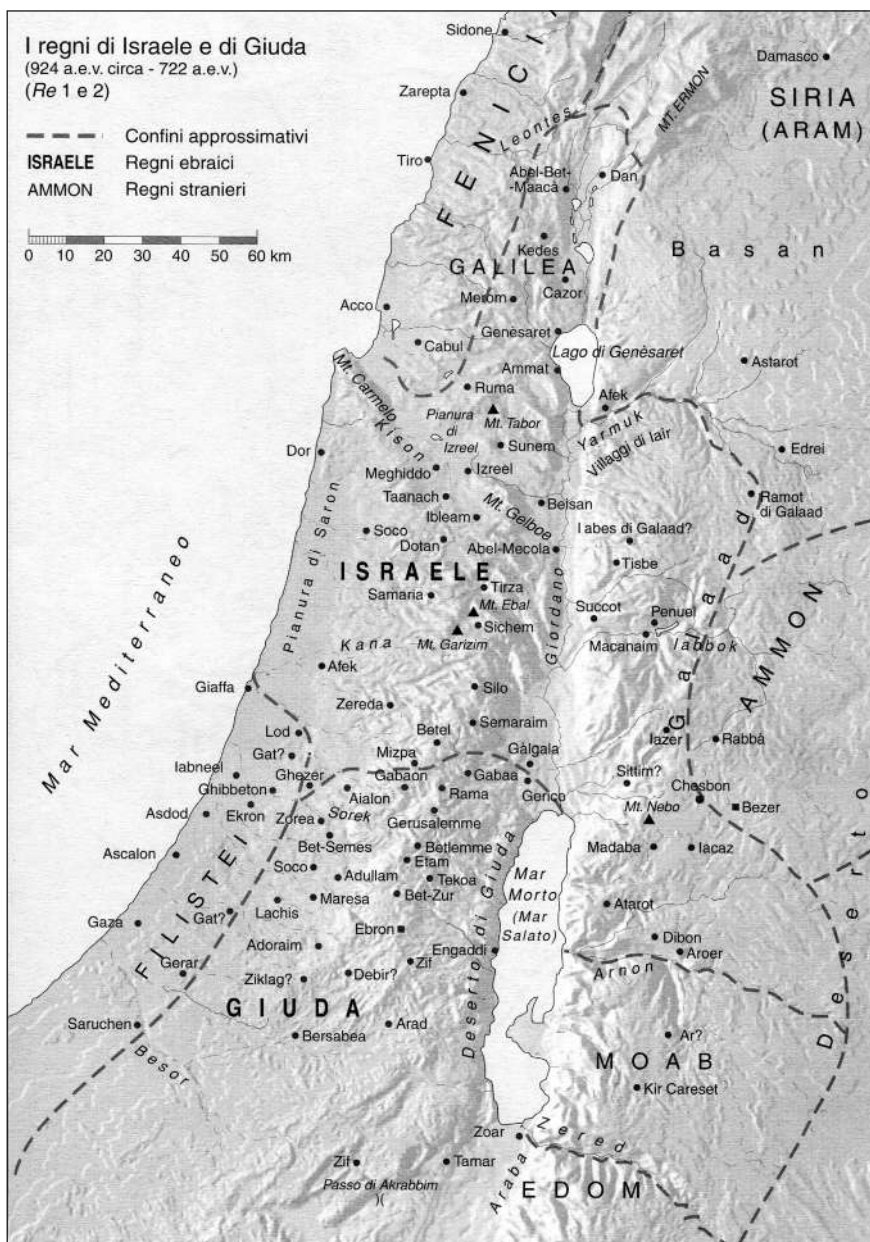 I regni di Israele e di Giuda
(924 a.e.v. circa - 722 a.e.v.)
(Re 1 e 2)
Confini approssimativi
ISRAELE Regni ebraici
AMMON Regni stranieri
0 10 20 30 40 50 60 km
Sidone
Damasco
SIRIA
(ARAM)
Zarepta
FENICI
Leontes
MT. ERMON
Tiro
Abel-Bet-
-Maacà
Dan
Kedes
Basan
GALILEA
Cazor
Merom
Acco
Genèsaret
Cabul
Lago di Genèsaret
Astarot
Ammat
Mt. Carmelo
Ruma
Afek
Mt. Tabor
Pianura
di
Izreel
Kison
Yarmuk
Villaggi di Iair
Sunem
Edrei
Dor
Meghiddo
Izreel
Taanach
Beisan
Ramot
di Galaad
Ibleam
Mt. Gelboe
Pianura di Saron
Soco
Dotan
Abel-Mecola
Iabes di Galaad?
Tisbe
ISRAELE
Tirza
Samaria
Mt. Ebal
Succot
Penuel
Sichem
Giordano
Kana
Mt. Garizim
Macanaim
Iabbok
Galaad
AMMON
Afek
Mar Mediterraneo
Giaffa
Silo
Zereda
Semaraim
Lod
Betel
Iazer
Rabbà
Gat?
Mizpa
Gàlgala
Iabneel
Ghezer
Gabaon
Gabaa
Sittim?
Ghibbeton
Aialon
Rama
Gerico
Chesbon
Bezer
Ekron
Mt. Nebo
Asdod
Zorea
Sorek
Gerusalemme
Bet-Semes
Betlemme
Madaba
Iacaz
Ascalon
Etam
Soco
Adullam
Tekoa
Mar
Morto
(Mar
Salato)
Deserto di Giuda
Bet-Zur
Maresa
Lachis
Atarot
Gaza
Gat?
FILISTEI
Ebron
Dibon
Adoraim
Engaddi
Aroer
Gerar
Zif
Arnon
Ziklag?
Debir?
Deserto
GIUDA
Saruchen
Arad
Bersabea
Ar?
Besor
MOAB
Kir Careset
Zoar
Zered
Zif
Tamar
Passo di Akrabbim
Araba
EDOM